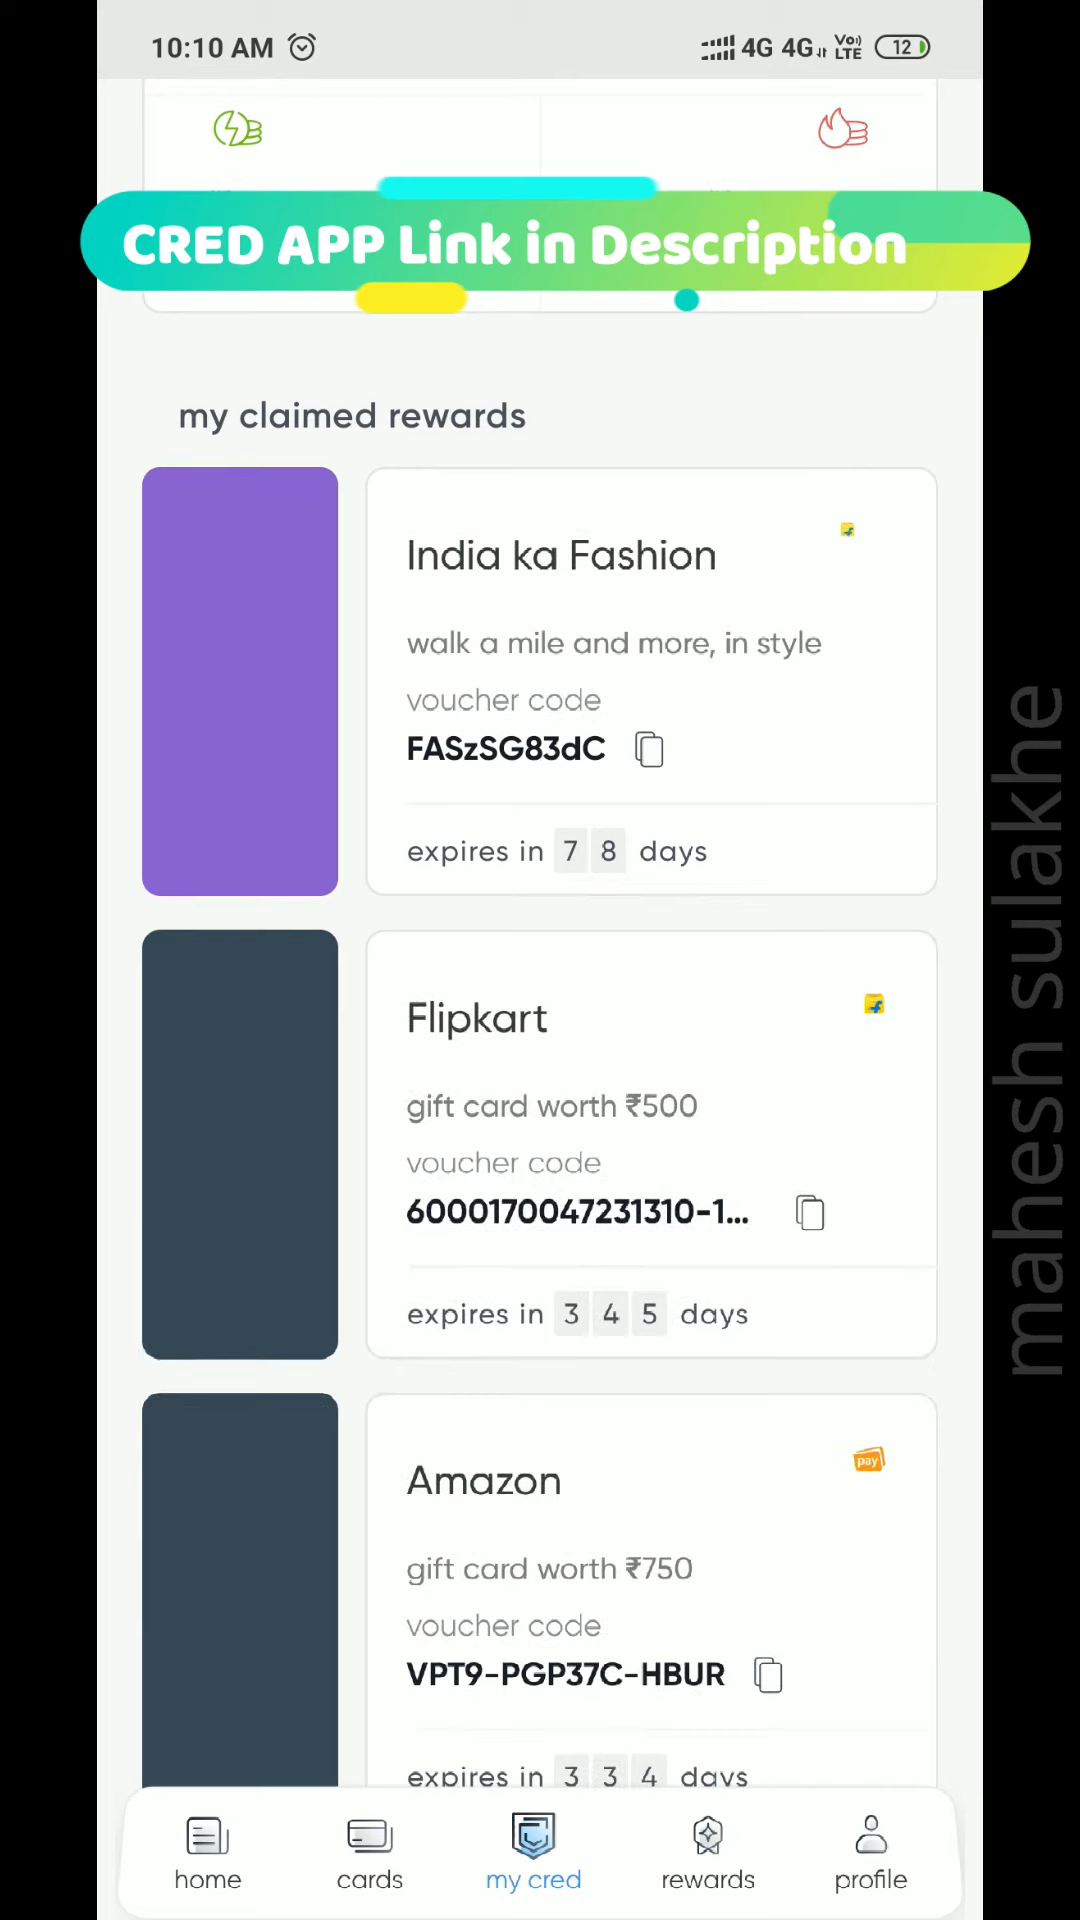 10:10 AM
4G 4G Vo)) LTE 12
CRED APP Link in Description
my claimed rewards
India ka Fashion
walk a mile and more, in style
voucher code
FASzSG83dC
expires in 7 8 days
Flipkart
gift card worth ₹500
voucher code
6000170047231310-1...
expires in 3 4 5 days
Amazon
pay
gift card worth ₹750
voucher code
VPT9-PGP37C-HBUR
expires in 3 3 4 days
home cards my cred rewards profile
mahesh sulakhe